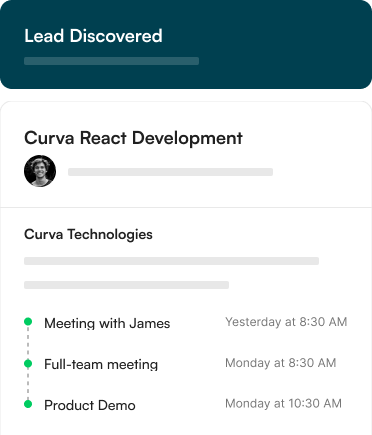 Lead Discovered
Curva React Development
Curva Technologies
Meeting with James Yesterday at 8:30 AM
Full-team meeting Monday at 8:30 AM
Product Demo Monday at 10:30 AM